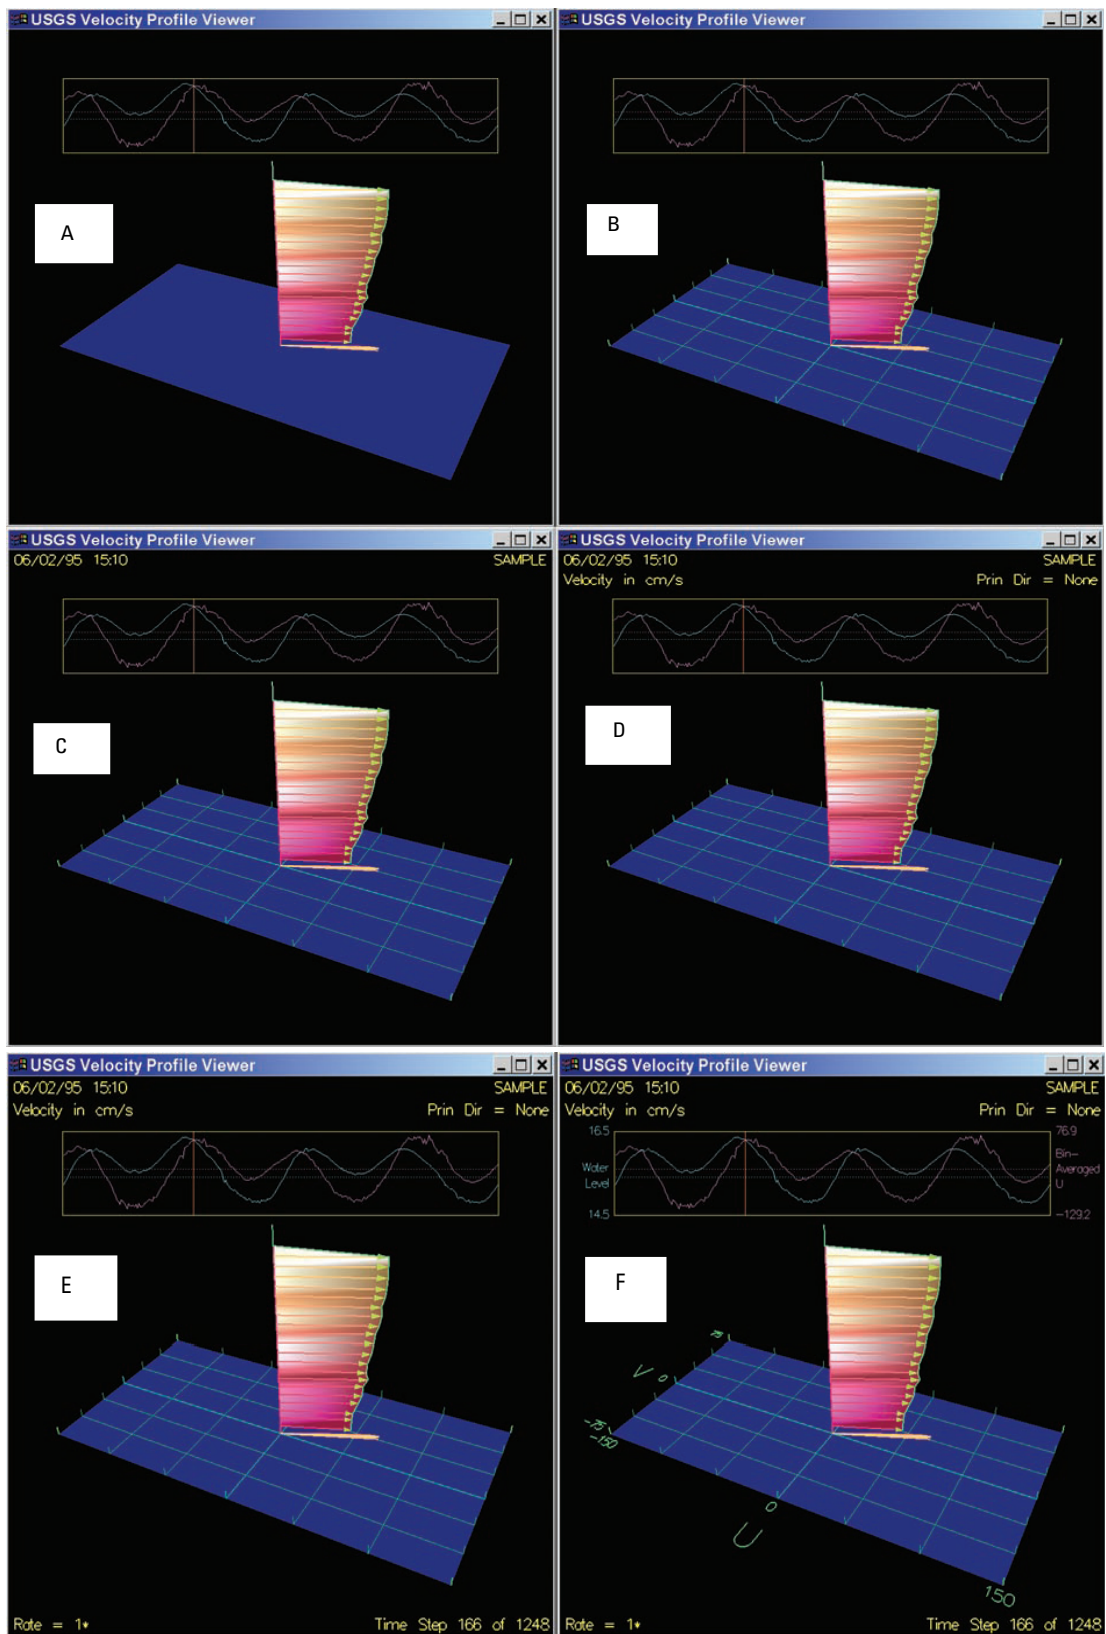 USGS Velocity Profile Viewer
A
USGS Velocity Profile Viewer
B
USGS Velocity Profile Viewer
06/02/95 15:10 SAMPLE
C
USGS Velocity Profile Viewer
06/02/95 15:10 SAMPLE
Velocity in cm/s Prin Dir = None
D
USGS Velocity Profile Viewer
06/02/95 15:10 SAMPLE
Velocity in cm/s Prin Dir = None
E
Rate = 1* Time Step 166 of 1248
USGS Velocity Profile Viewer
06/02/95 15:10 SAMPLE
Velocity in cm/s Prin Dir = None
16.5 76.9
Water Bin-
Level Averaged
U
14.5 -129.2
F
75
V 0
-75
-150
0
U
150
Rate = 1* Time Step 166 of 1248